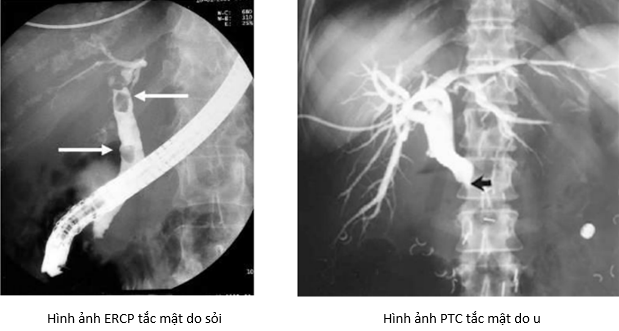 Hình ảnh ERCP tắc mật do sỏi
Hình ảnh PTC tắc mật do u